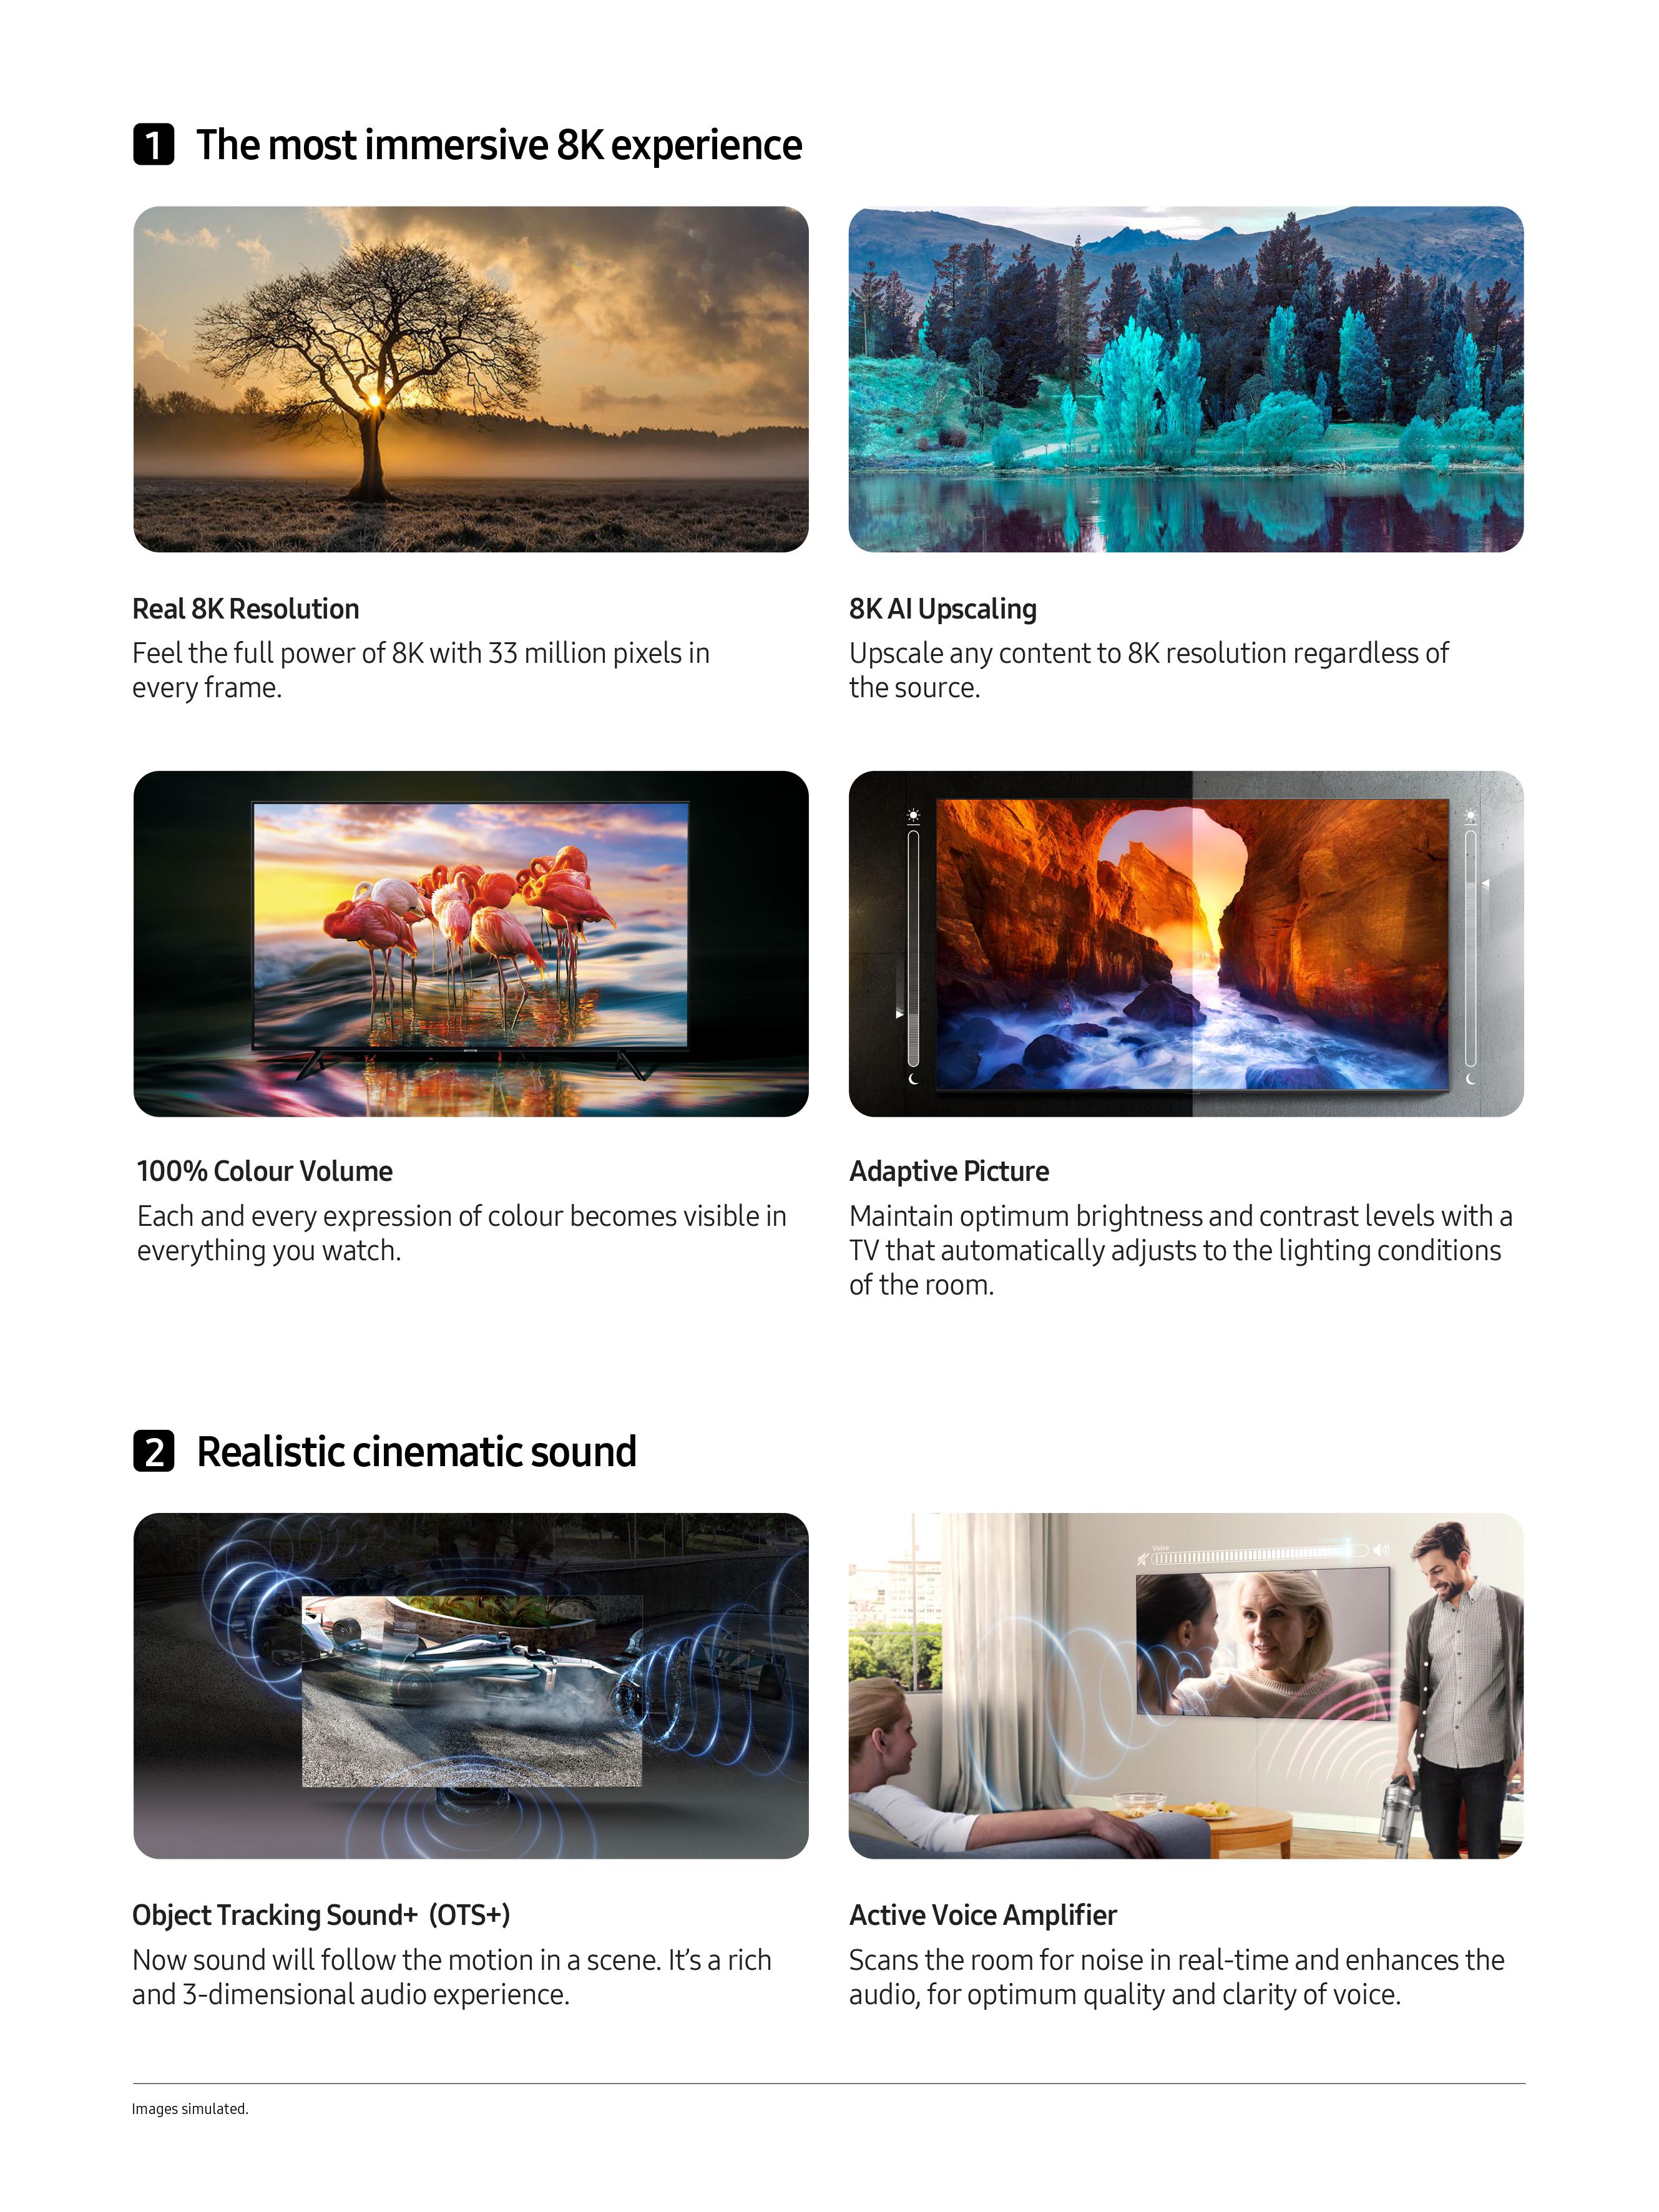 1 The most immersive 8K experience
Real 8K Resolution
Feel the full power of 8K with 33 million pixels in
every frame.
8K AI Upscaling
Upscale any content to 8K resolution regardless of
the source.
100% Colour Volume
Each and every expression of colour becomes visible in
everything you watch.
Adaptive Picture
Maintain optimum brightness and contrast levels with a
TV that automatically adjusts to the lighting conditions
of the room.
2 Realistic cinematic sound
Voice
Object Tracking Sound+ (OTS+)
Now sound will follow the motion in a scene. It’s a rich
and 3-dimensional audio experience.
Active Voice Amplifier
Scans the room for noise in real-time and enhances the
audio, for optimum quality and clarity of voice.
Images simulated.